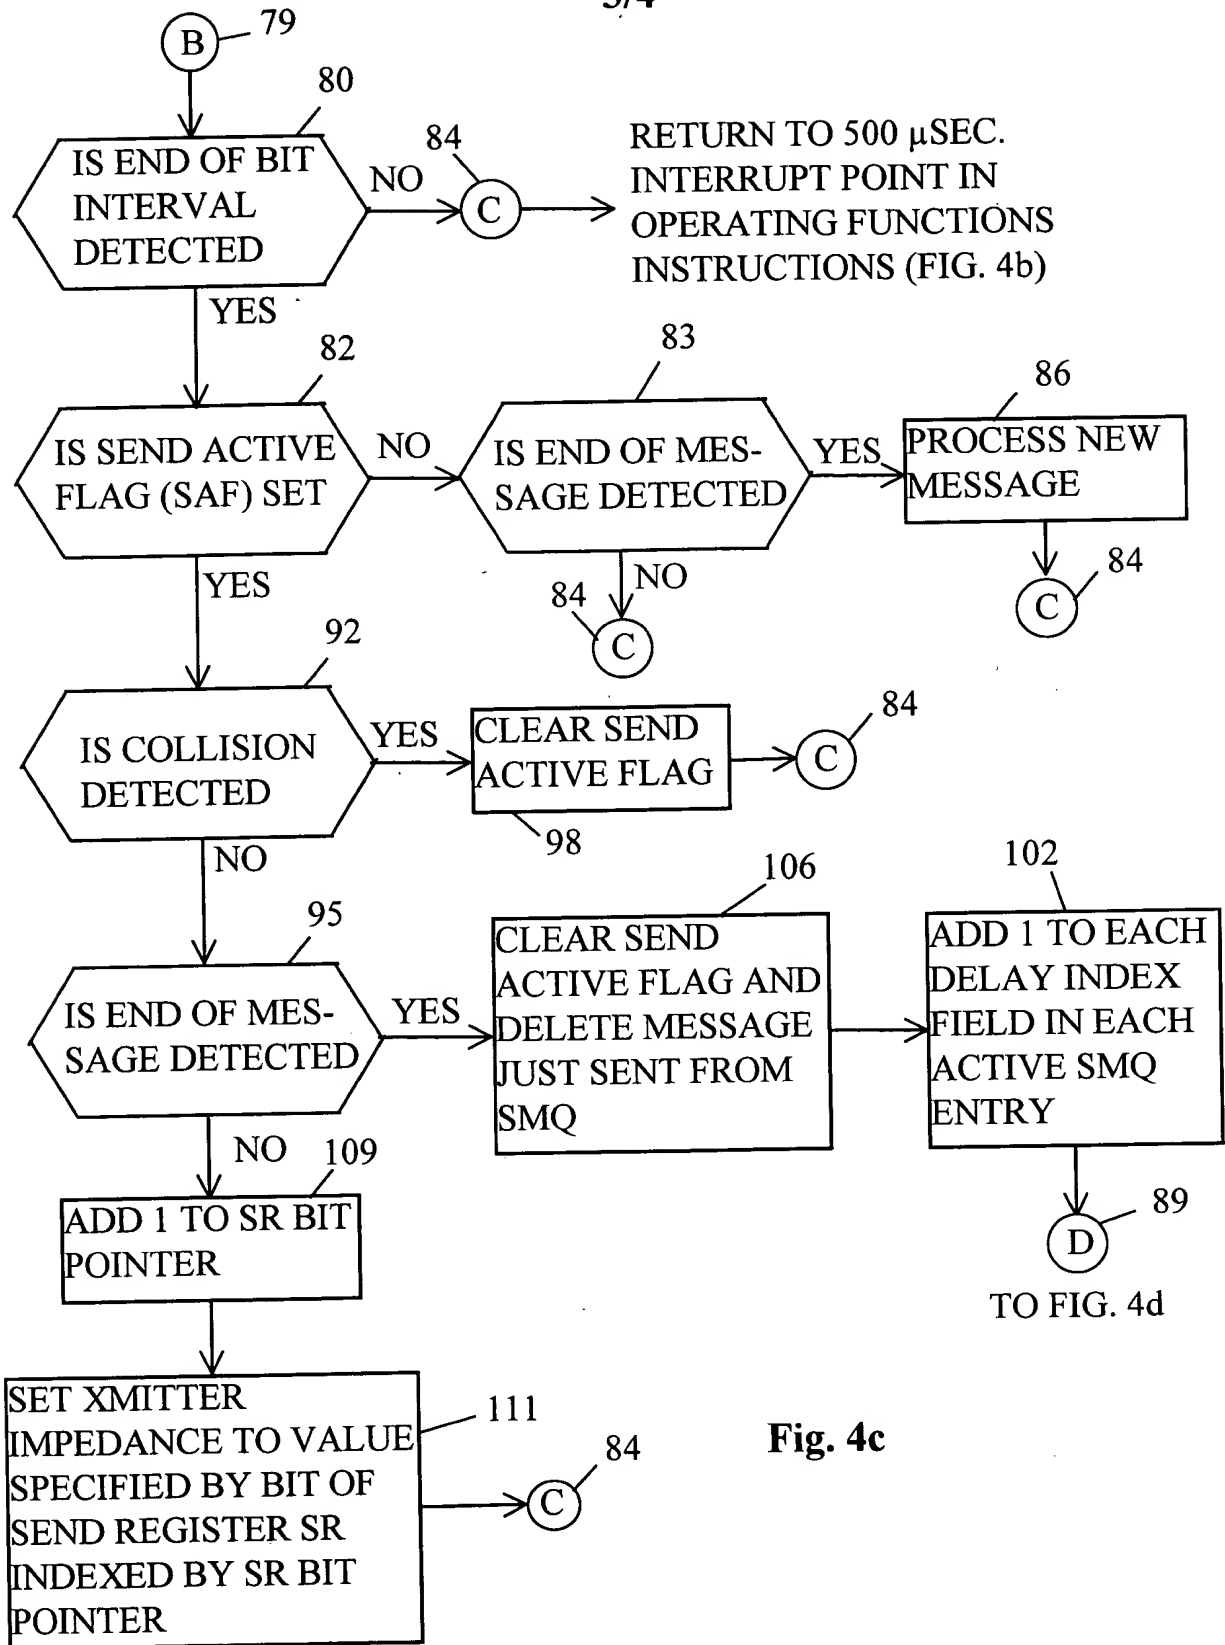 3/4
B
79
80
IS END OF BIT
INTERVAL
DETECTED
NO
84
C
RETURN TO 500 µSEC.
INTERRUPT POINT IN
OPERATING FUNCTIONS
INSTRUCTIONS (FIG. 4b)
YES
82
IS SEND ACTIVE
FLAG (SAF) SET
NO
83
IS END OF MES-
SAGE DETECTED
YES
86
PROCESS NEW
MESSAGE
84
C
NO
84
C
YES
92
IS COLLISION
DETECTED
YES
CLEAR SEND
ACTIVE FLAG
98
84
C
NO
95
IS END OF MES-
SAGE DETECTED
YES
106
CLEAR SEND
ACTIVE FLAG AND
DELETE MESSAGE
JUST SENT FROM
SMQ
102
ADD 1 TO EACH
DELAY INDEX
FIELD IN EACH
ACTIVE SMQ
ENTRY
89
D
TO FIG. 4d
NO
109
ADD 1 TO SR BIT
POINTER
SET XMITTER
IMPEDANCE TO VALUE
SPECIFIED BY BIT OF
SEND REGISTER SR
INDEXED BY SR BIT
POINTER
111
84
C
Fig. 4c